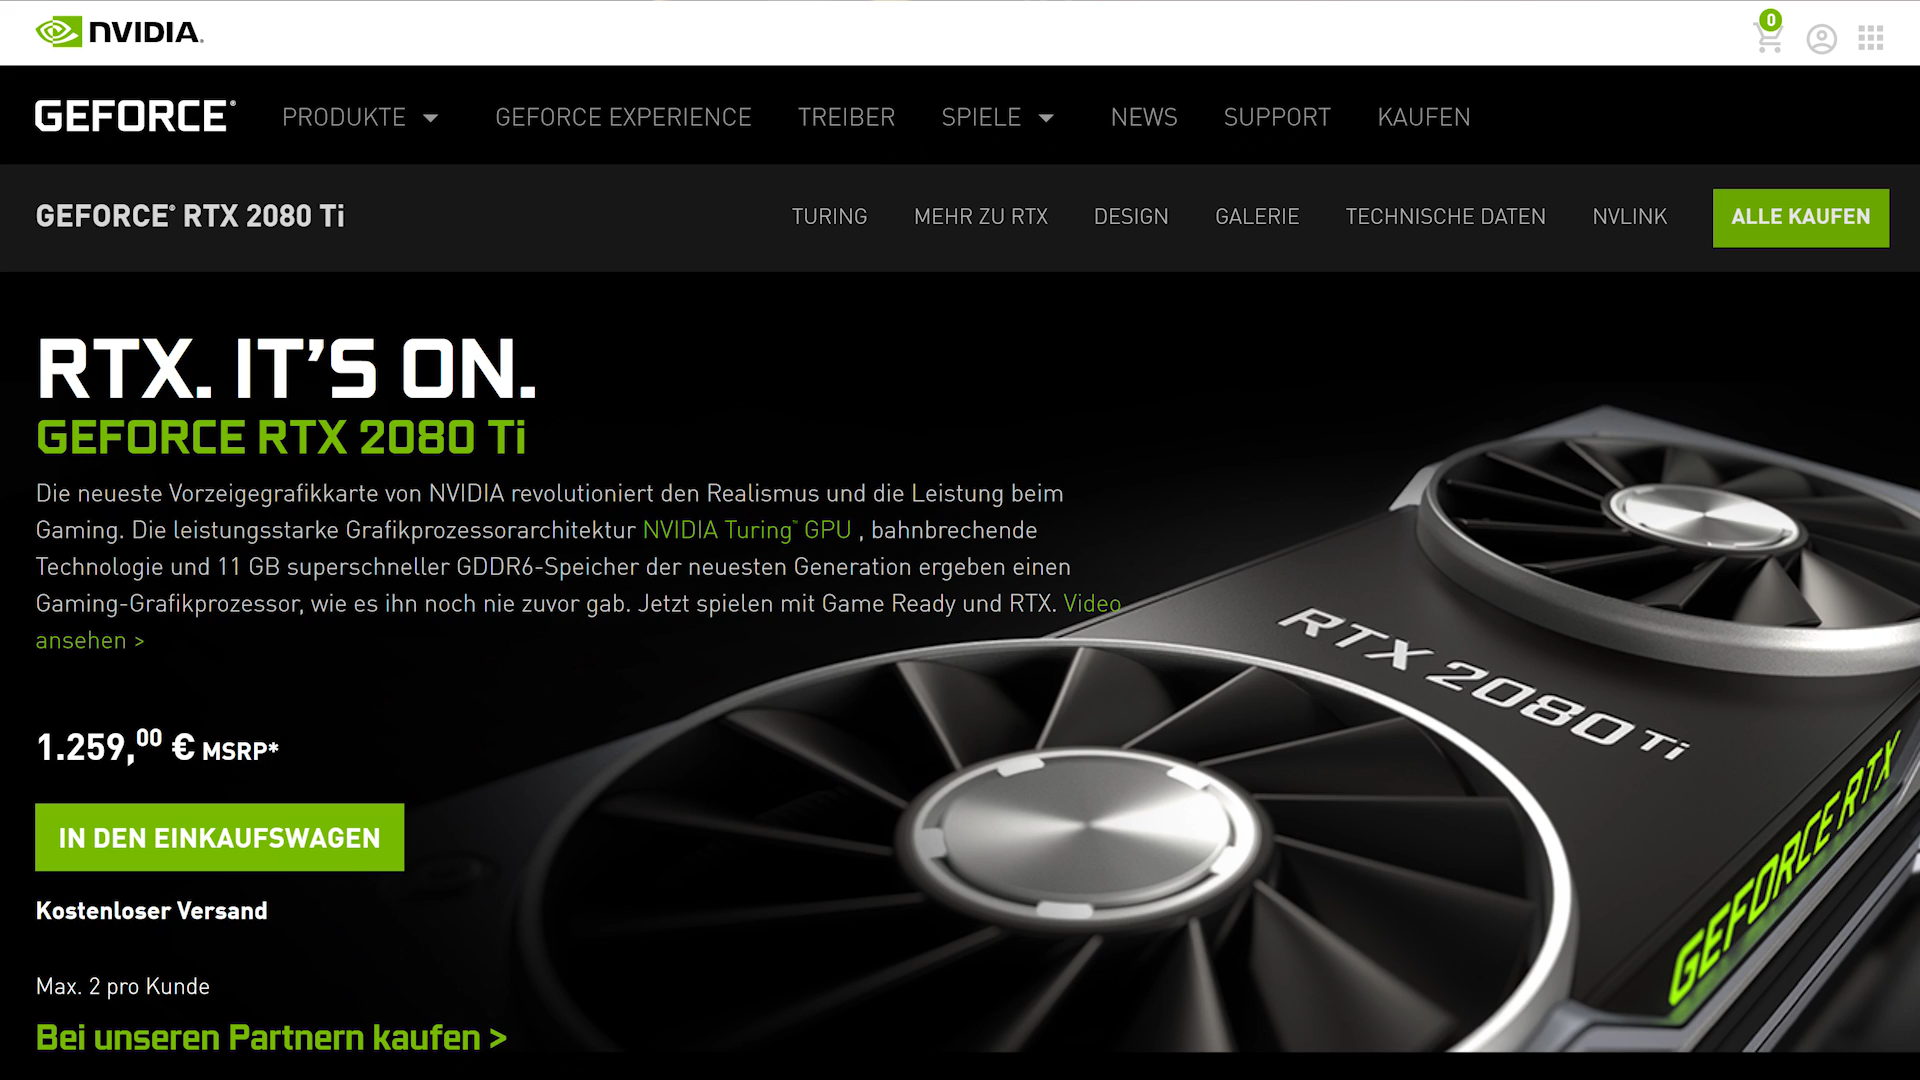 NVIDIA.
0
GEFORCE®
PRODUKTE
GEFORCE EXPERIENCE
TREIBER
SPIELE
NEWS
SUPPORT
KAUFEN
GEFORCE® RTX 2080 Ti
TURING
MEHR ZU RTX
DESIGN
GALERIE
TECHNISCHE DATEN
NVLINK
ALLE KAUFEN
RTX. IT’S ON.
GEFORCE RTX 2080 Ti
Die neueste Vorzeigegrafikkarte von NVIDIA revolutioniert den Realismus und die Leistung beim
Gaming. Die leistungsstarke Grafikprozessorarchitektur NVIDIA Turing™ GPU , bahnbrechende
Technologie und 11 GB superschneller GDDR6-Speicher der neuesten Generation ergeben einen
Gaming-Grafikprozessor, wie es ihn noch nie zuvor gab. Jetzt spielen mit Game Ready und RTX. Video
ansehen >
1.259,00 € MSRP*
IN DEN EINKAUFSWAGEN
Kostenloser Versand
Max. 2 pro Kunde
Bei unseren Partnern kaufen >
RTX 2080 Ti
GEFORCE RTX